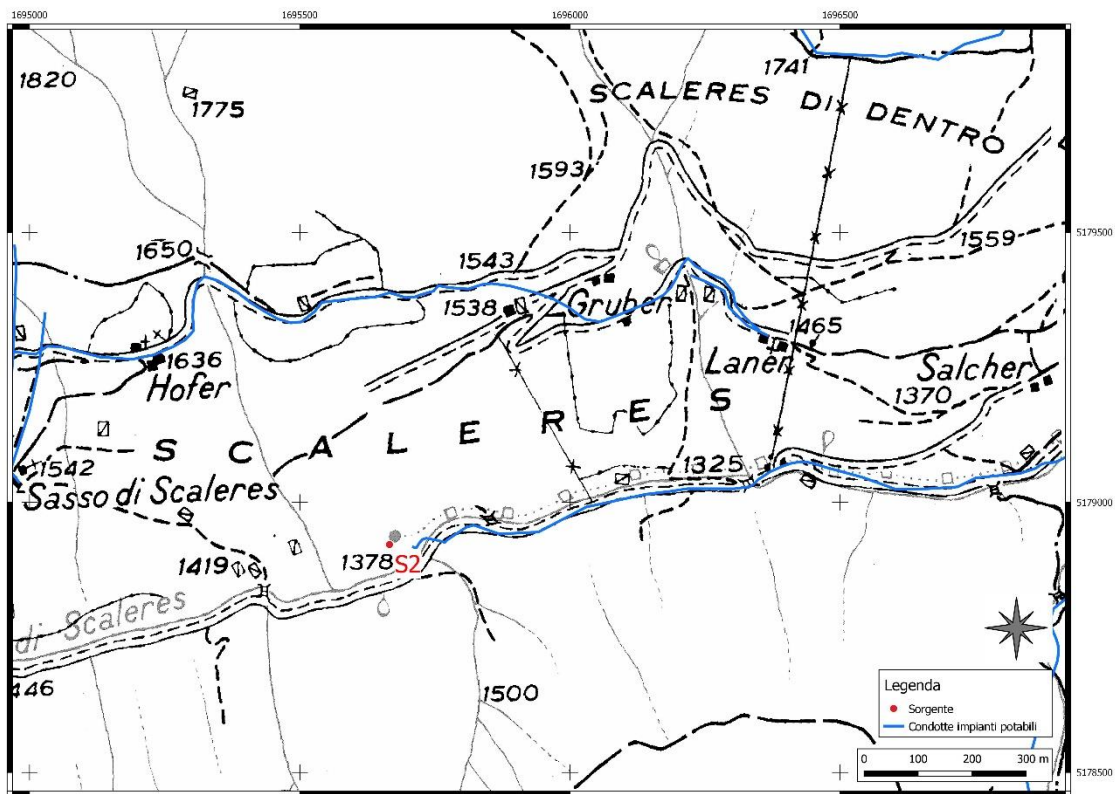 1695000 1695500 1696000 1696500
1820
1775
1741
SCALERES DI DENTRO
1593
5179500
1650
1543
1559
1538
Gruber
1465
1636
Hofer
Laner
Salcher
1370
SCALERES
1542
Sasso di Scaleres
1325
5179000
1378 S2
1419
di Scaleres
446
1500
Legenda
Sorgente
Condotte impianti potabili
0 100 200 300 m
5178500